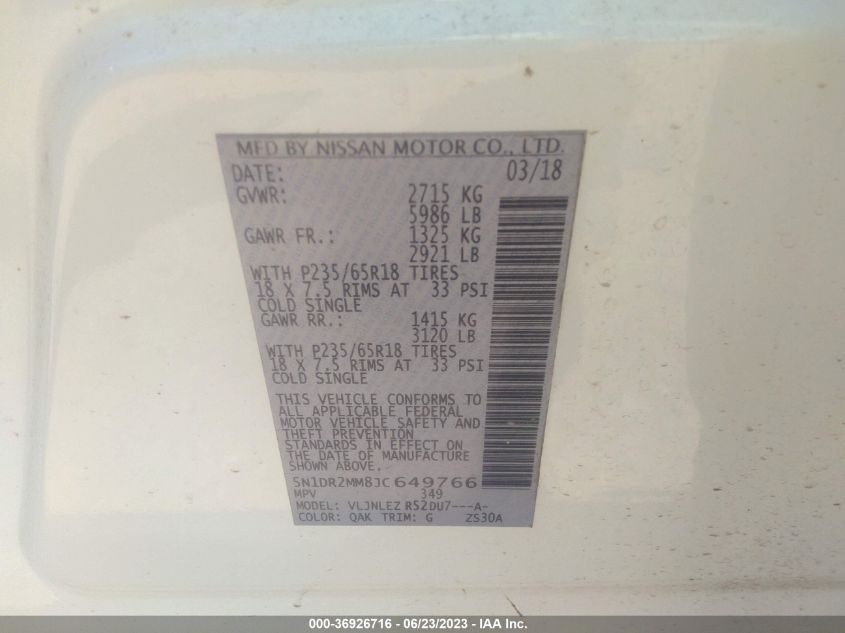 MFD BY NISSAN MOTOR CO., LTD.
DATE: 03/18
GVWR: 2715 KG
5986 LB
GAWR FR.: 1325 KG
2921 LB
WITH P235/65R18 TIRES
18 X 7.5 RIMS AT 33 PSI
COLD SINGLE
GAWR RR.: 1415 KG
3120 LB
WITH P235/65R18 TIRES
18 X 7.5 RIMS AT 33 PSI
COLD SINGLE
THIS VEHICLE CONFORMS TO
ALL APPLICABLE FEDERAL
MOTOR VEHICLE SAFETY AND
THEFT PREVENTION
STANDARDS IN EFFECT ON
THE DATE OF MANUFACTURE
SHOWN ABOVE.
5N1DR2MM8JC649766
MPV 349
MODEL: VLJNLEZ R52DU7---A-
COLOR: QAK TRIM: G ZS30A
000-36926716 - 06/23/2023 - IAA Inc.